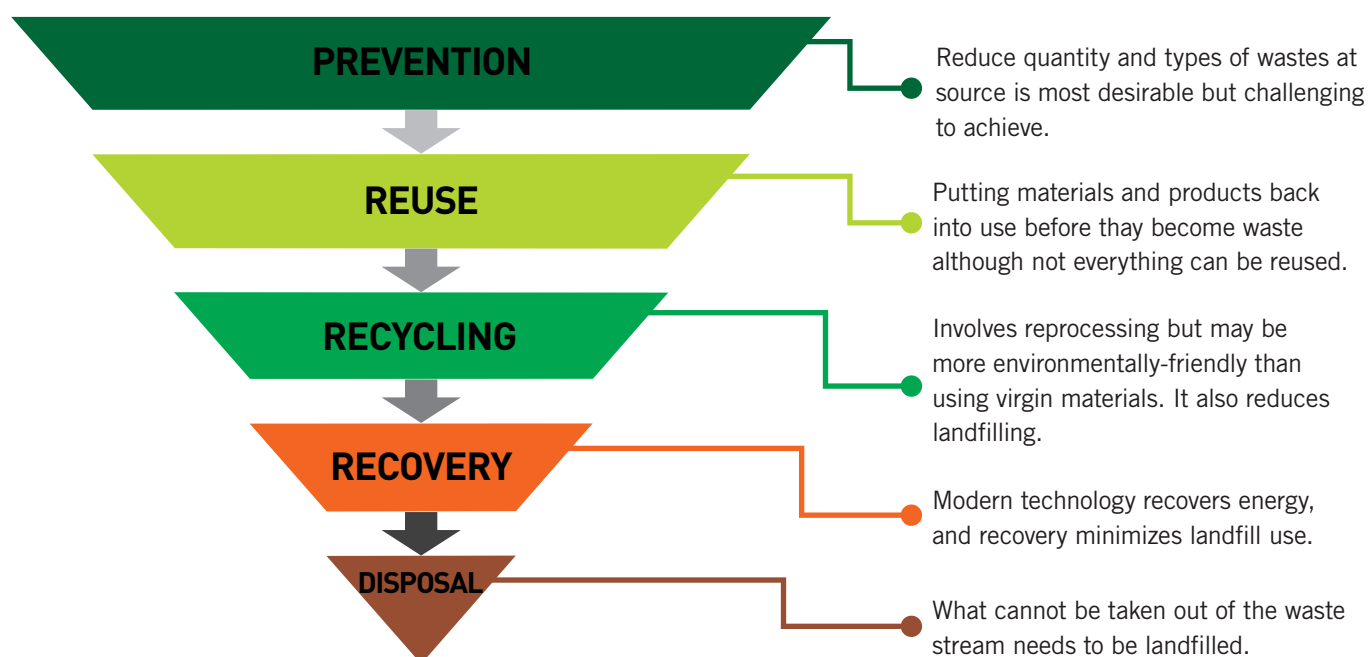 PREVENTION
Reduce quantity and types of wastes at
source is most desirable but challenging
to achieve.
REUSE
Putting materials and products back
into use before thay become waste
although not everything can be reused.
RECYCLING
Involves reprocessing but may be
more environmentally-friendly than
using virgin materials. It also reduces
landfilling.
RECOVERY
Modern technology recovers energy,
and recovery minimizes landfill use.
DISPOSAL
What cannot be taken out of the waste
stream needs to be landfilled.